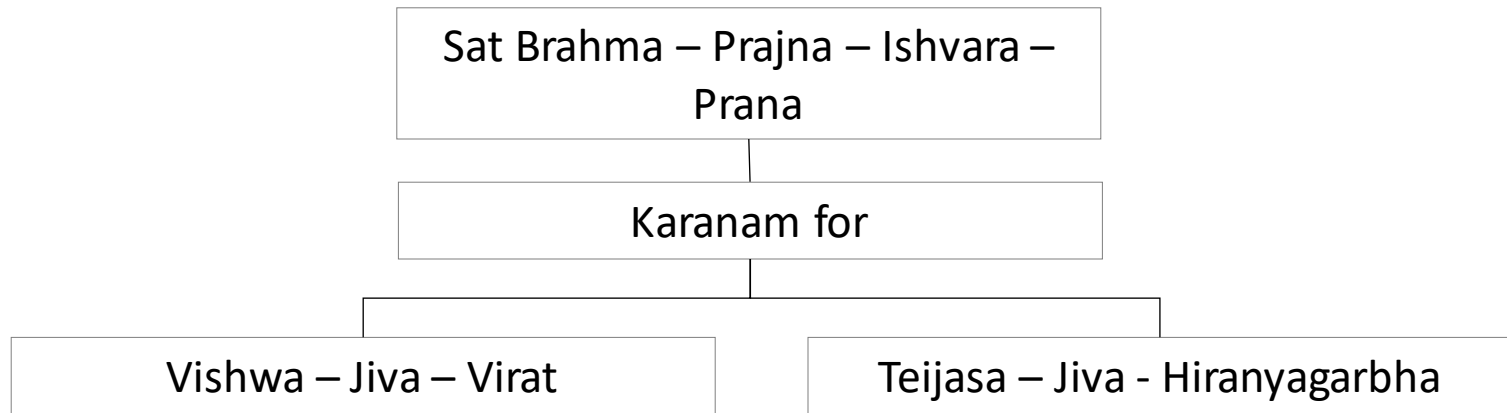 Sat Brahma – Prajna – Ishvara –
Prana
Karanam for
Vishwa – Jiva – Virat
Teijasa – Jiva - Hiranyagarbha